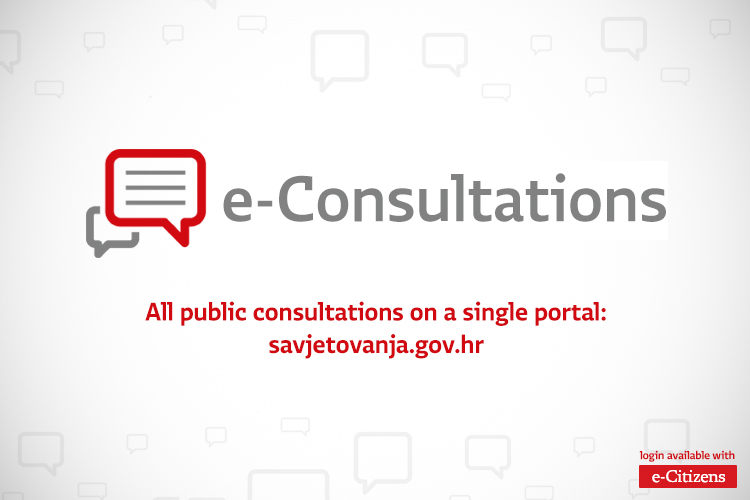 e-Consultations
All public consultations on a single portal:
savjetovanja.gov.hr
login available with
e-Citizens